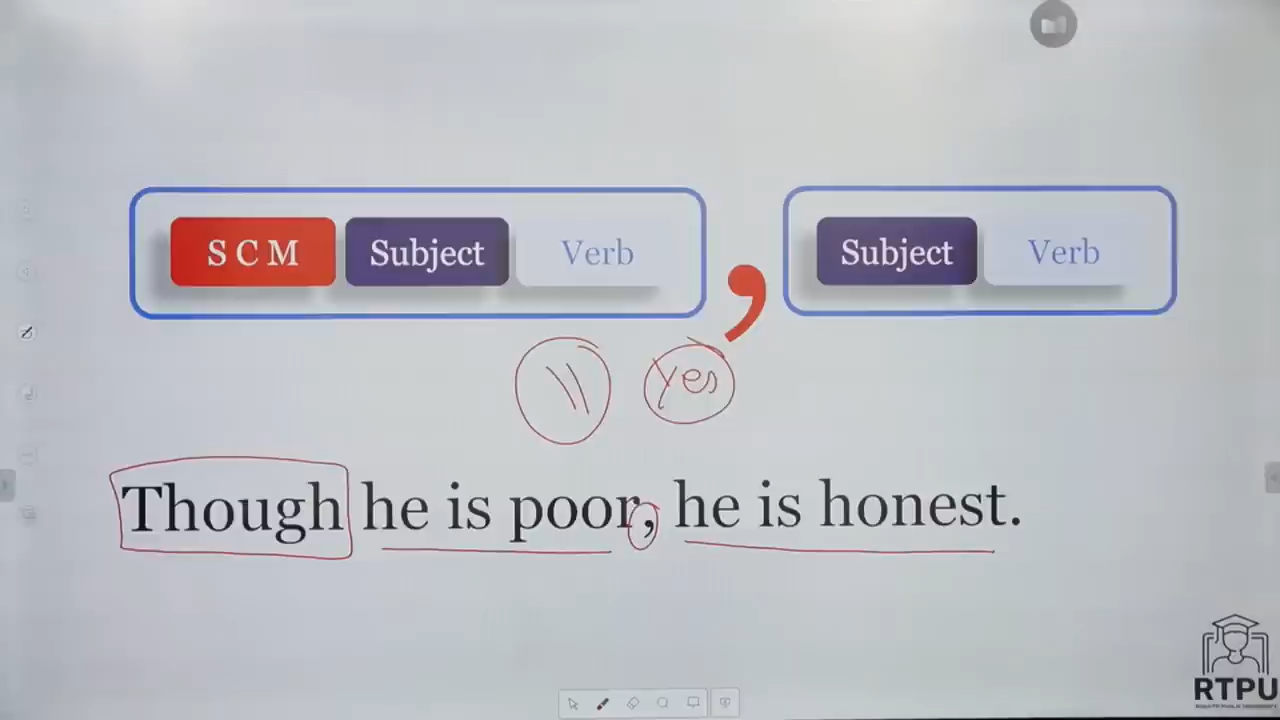 S C M Subject Verb , Subject Verb
yes
Though he is poor, he is honest.
RTPU